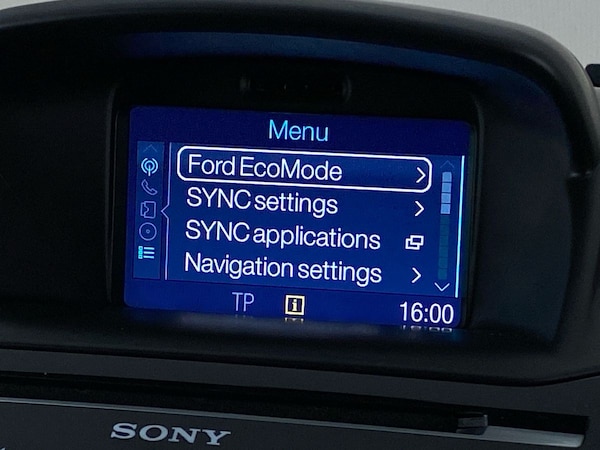 Menu
Ford EcoMode
SYNC settings
SYNC applications
Navigation settings
TP i 16:00
SONY